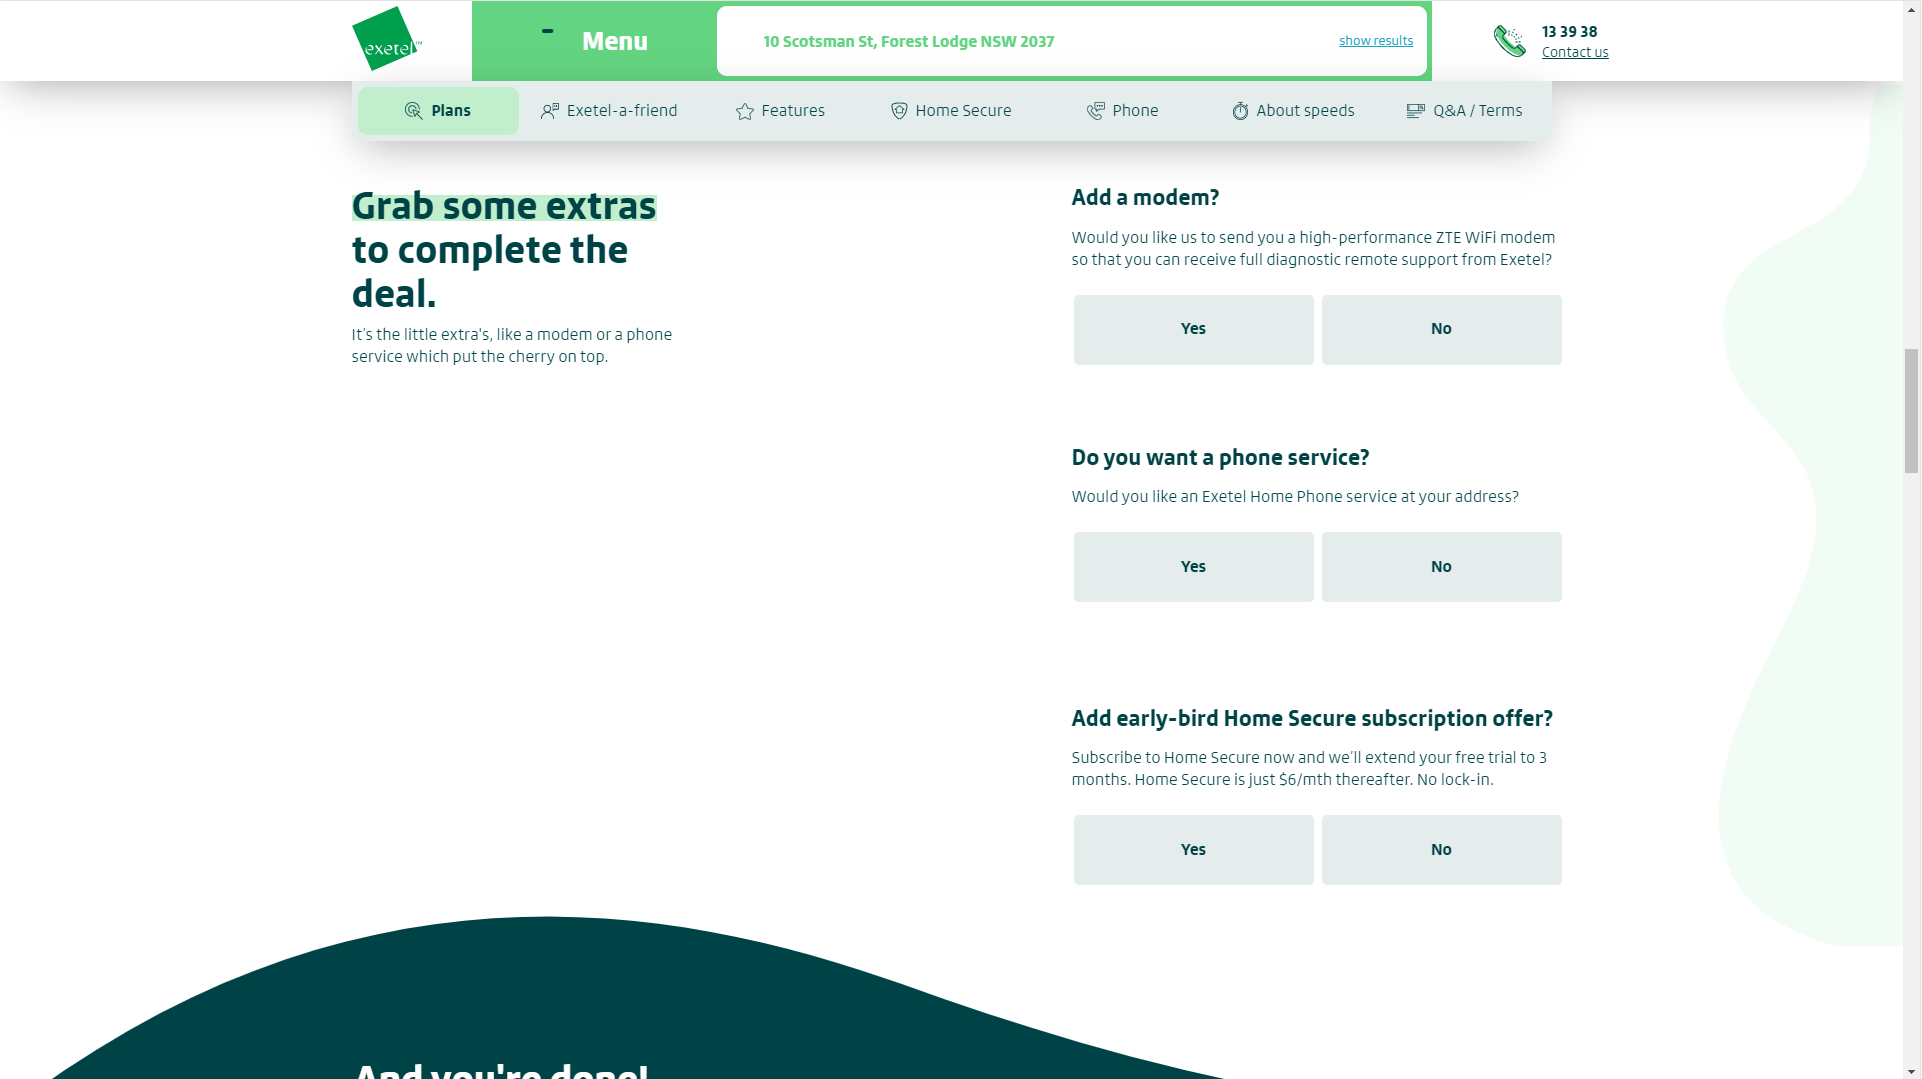 exetel™
Menu
10 Scotsman St, Forest Lodge NSW 2037
show results
13 39 38
Contact us
Plans
Exetel-a-friend
Features
Home Secure
Phone
About speeds
Q&A / Terms
Grab some extras
to complete the
deal.
It's the little extra's, like a modem or a phone
service which put the cherry on top.
Add a modem?
Would you like us to send you a high-performance ZTE WiFi modem
so that you can receive full diagnostic remote support from Exetel?
Yes
No
Do you want a phone service?
Would you like an Exetel Home Phone service at your address?
Yes
No
Add early-bird Home Secure subscription offer?
Subscribe to Home Secure now and we'll extend your free trial to 3
months. Home Secure is just $6/mth thereafter. No lock-in.
Yes
No
And you're done!